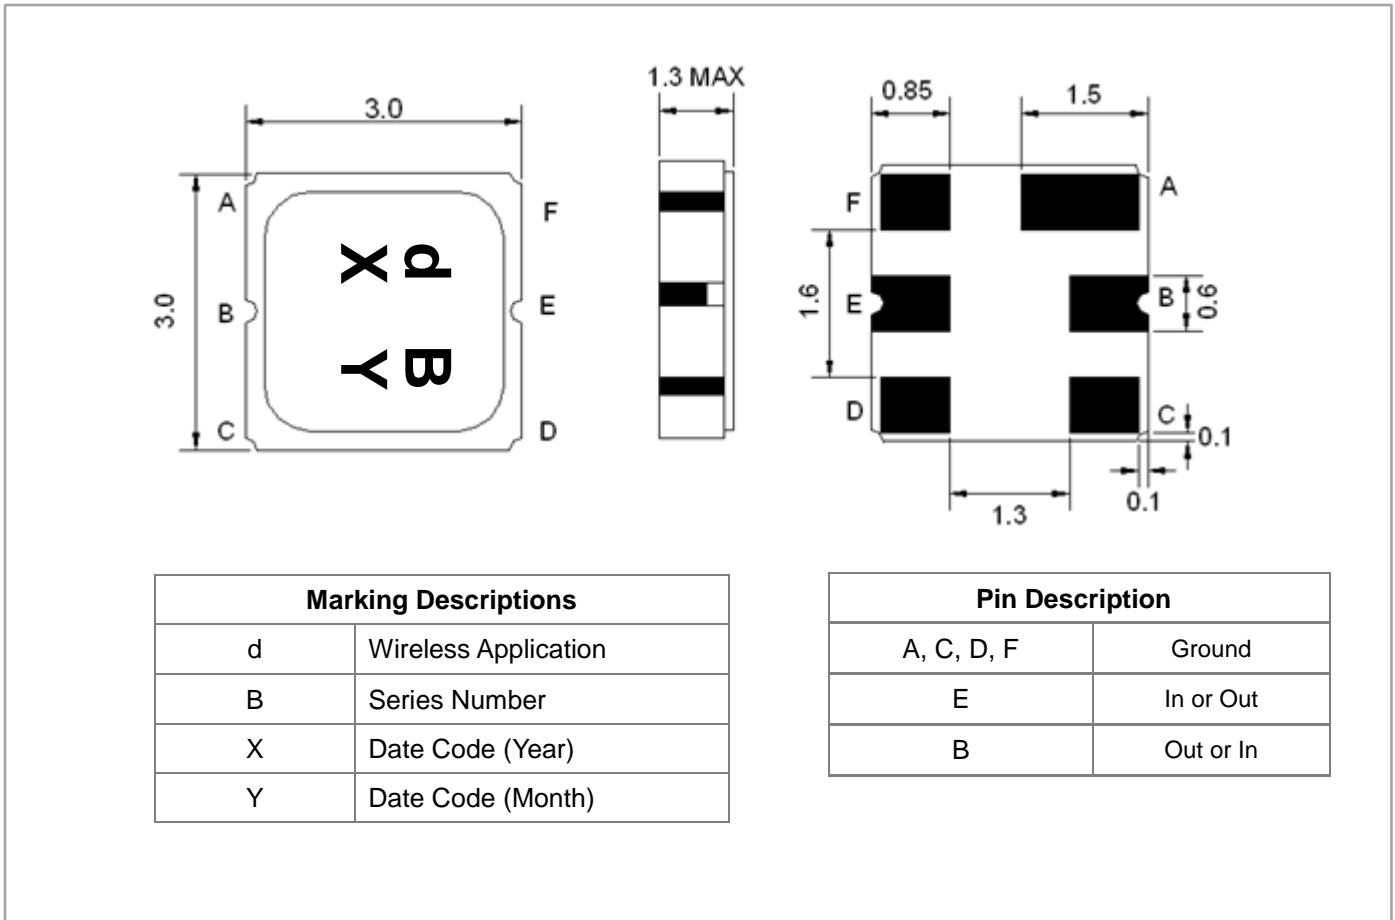 3.0
3.0
A
B
C
F
E
D
d
X
B
Y
1.3 MAX
0.85
1.5
F
A
1.6
E
B
0.6
D
C
0.1
0.1
1.3
Marking Descriptions
d Wireless Application
B Series Number
X Date Code (Year)
Y Date Code (Month)
Pin Description
A, C, D, F Ground
E In or Out
B Out or In